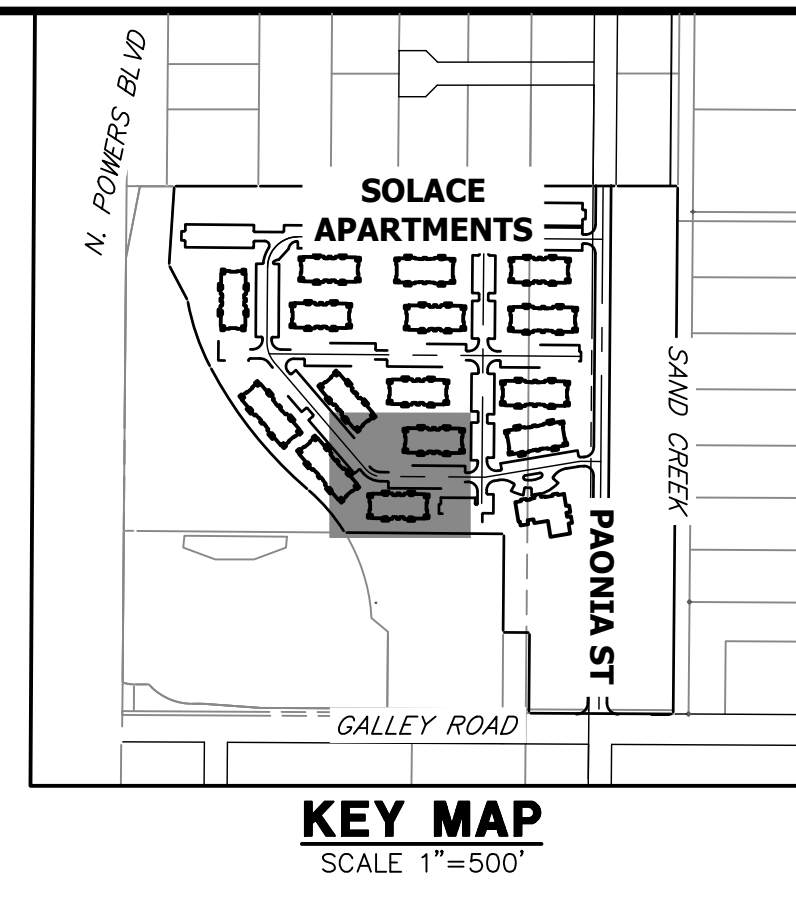 N. POWERS BLVD
SOLACE
APARTMENTS
SAND CREEK
PAONIA ST
GALLEY ROAD
KEY MAP
SCALE 1"=500'